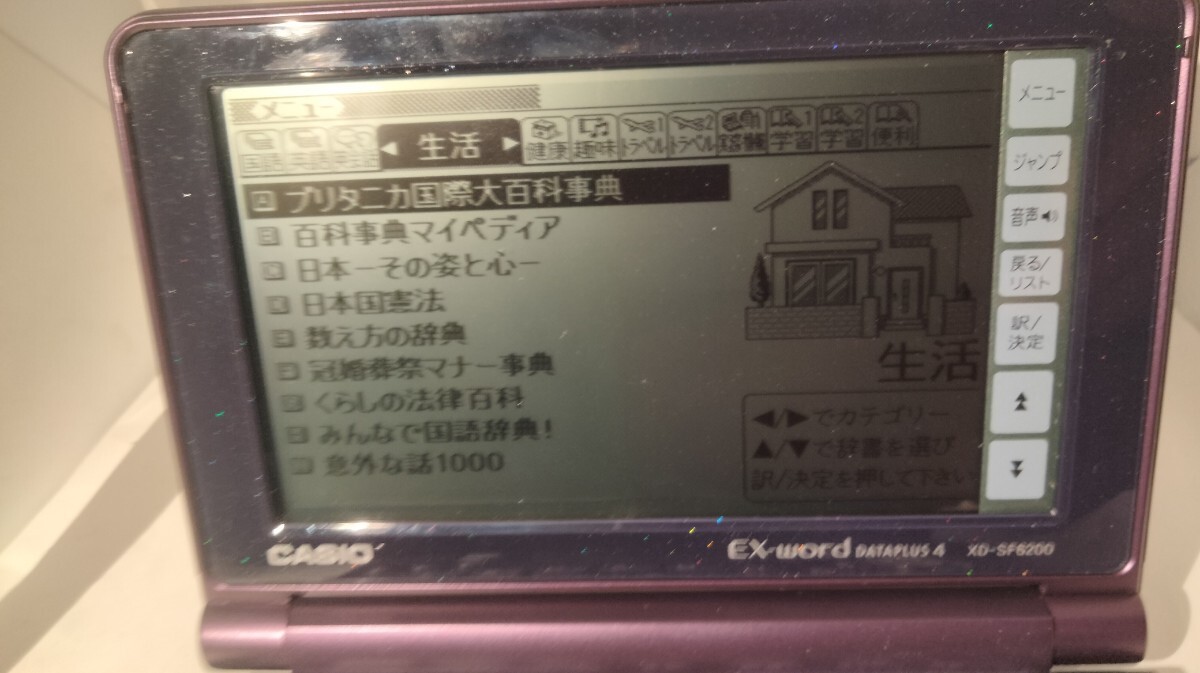 メニュー
国語
英語
◀ 生活 ▶
健康
趣味
トラベル1
トラベル2
学習1
学習2
便利
ブリタニカ国際大百科事典
百科事典マイペディア
日本－その姿と心－
日本国憲法
数え方の辞典
冠婚葬祭マナー事典
くらしの法律百科
みんなで国語辞典!
意外な話1000
生活
◀/▶でカテゴリー
▲/▼で辞書を選び
訳/決定を押して下さい
メニュー
ジャンプ
音声
戻る/
リスト
訳/
決定
CASIO
EX-word DATAPLUS 4 XD-SF6200